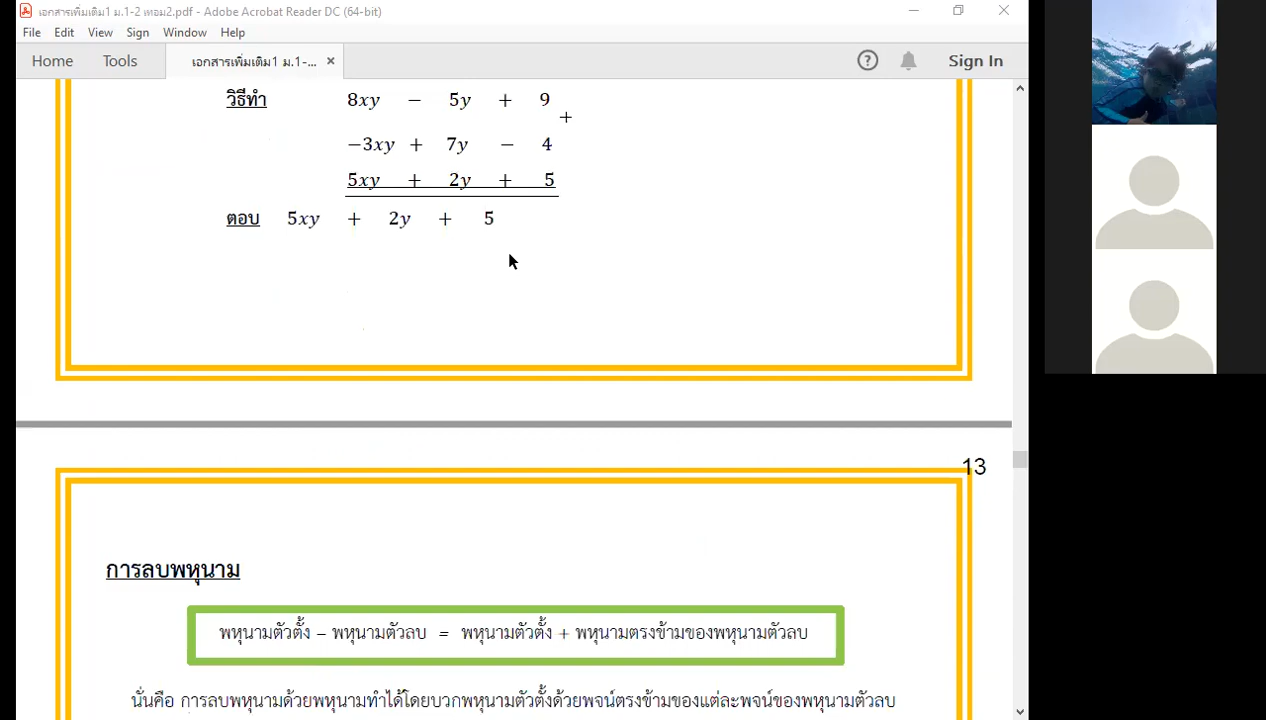 เอกสารเพิ่มเติม1 ม.1-2 เทอม2.pdf - Adobe Acrobat Reader DC (64-bit)
File Edit View Sign Window Help
Home Tools เอกสารเพิ่มเติม1 ม.1-... × ? Sign In
วิธีทำ 8xy − 5y + 9
+
−3xy + 7y − 4
5xy + 2y + 5
ตอบ 5xy + 2y + 5
13
การลบพหุนาม
พหุนามตัวตั้ง – พหุนามตัวลบ = พหุนามตัวตั้ง + พหุนามตรงข้ามของพหุนามตัวลบ
นั่นคือ การลบพหุนามด้วยพหุนามทำได้โดยบวกพหุนามตัวตั้งด้วยพจน์ตรงข้ามของแต่ละพจน์ของพหุนามตัวลบ